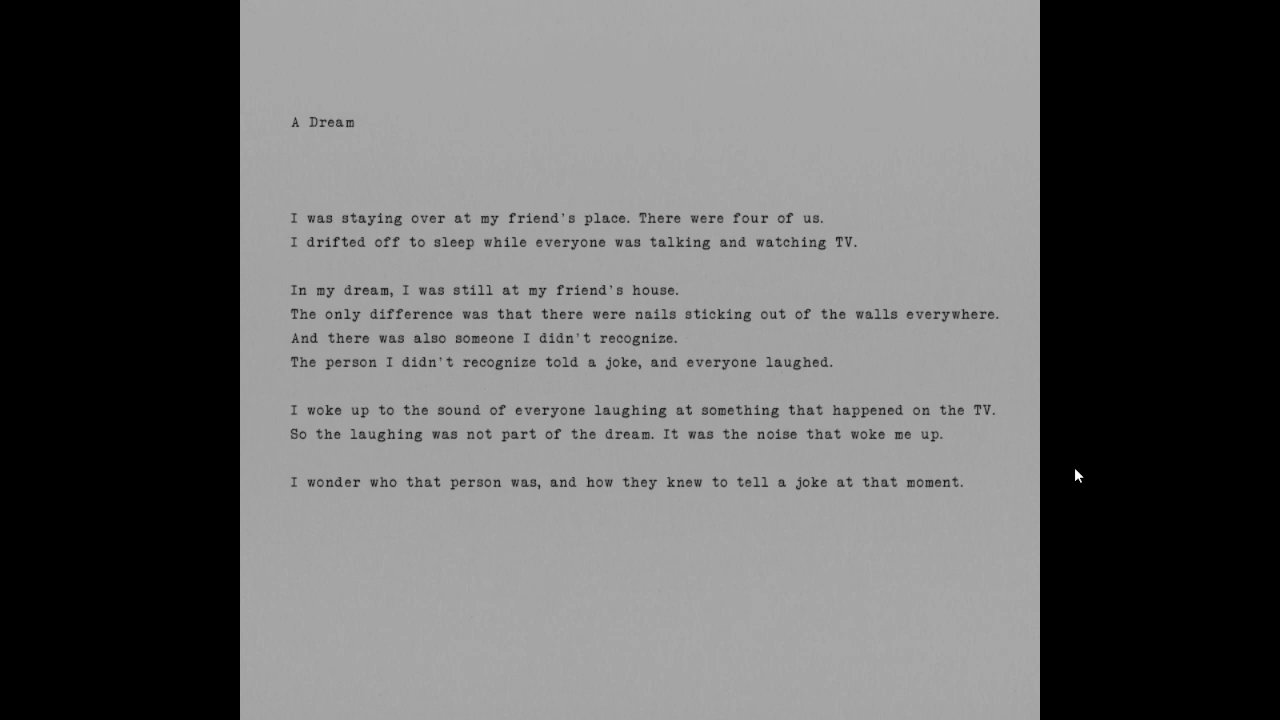 A Dream
I was staying over at my friend's place. There were four of us.
I drifted off to sleep while everyone was talking and watching TV.
In my dream, I was still at my friend's house.
The only difference was that there were nails sticking out of the walls everywhere.
And there was also someone I didn't recognize.
The person I didn't recognize told a joke, and everyone laughed.
I woke up to the sound of everyone laughing at something that happened on the TV.
So the laughing was not part of the dream. It was the noise that woke me up.
I wonder who that person was, and how they knew to tell a joke at that moment.